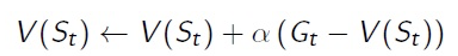 V(S_t) ← V(S_t) + α (G_t − V(S_t))